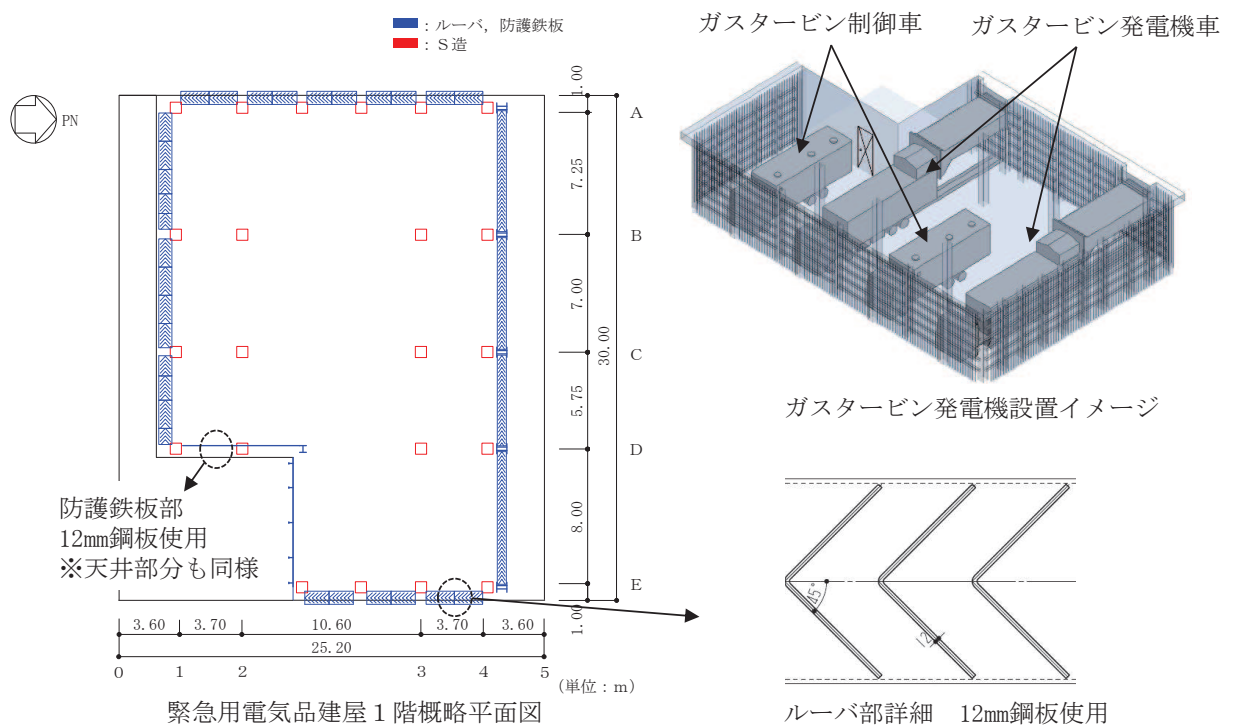 ：ルーバ，防護鉄板
：Ｓ造
PN
1.00
A
7.25
B
7.00
30.00
C
5.75
D
8.00
E
1.00
防護鉄板部
12㎜鋼板使用
※天井部分も同様
3.60
3.70
10.60
3.70
3.60
25.20
0
1
2
3
4
5
(単位：m)
緊急用電気品建屋１階概略平面図
ガスタービン制御車
ガスタービン発電機車
ガスタービン発電機設置イメージ
45°
12
ルーバ部詳細　12㎜鋼板使用